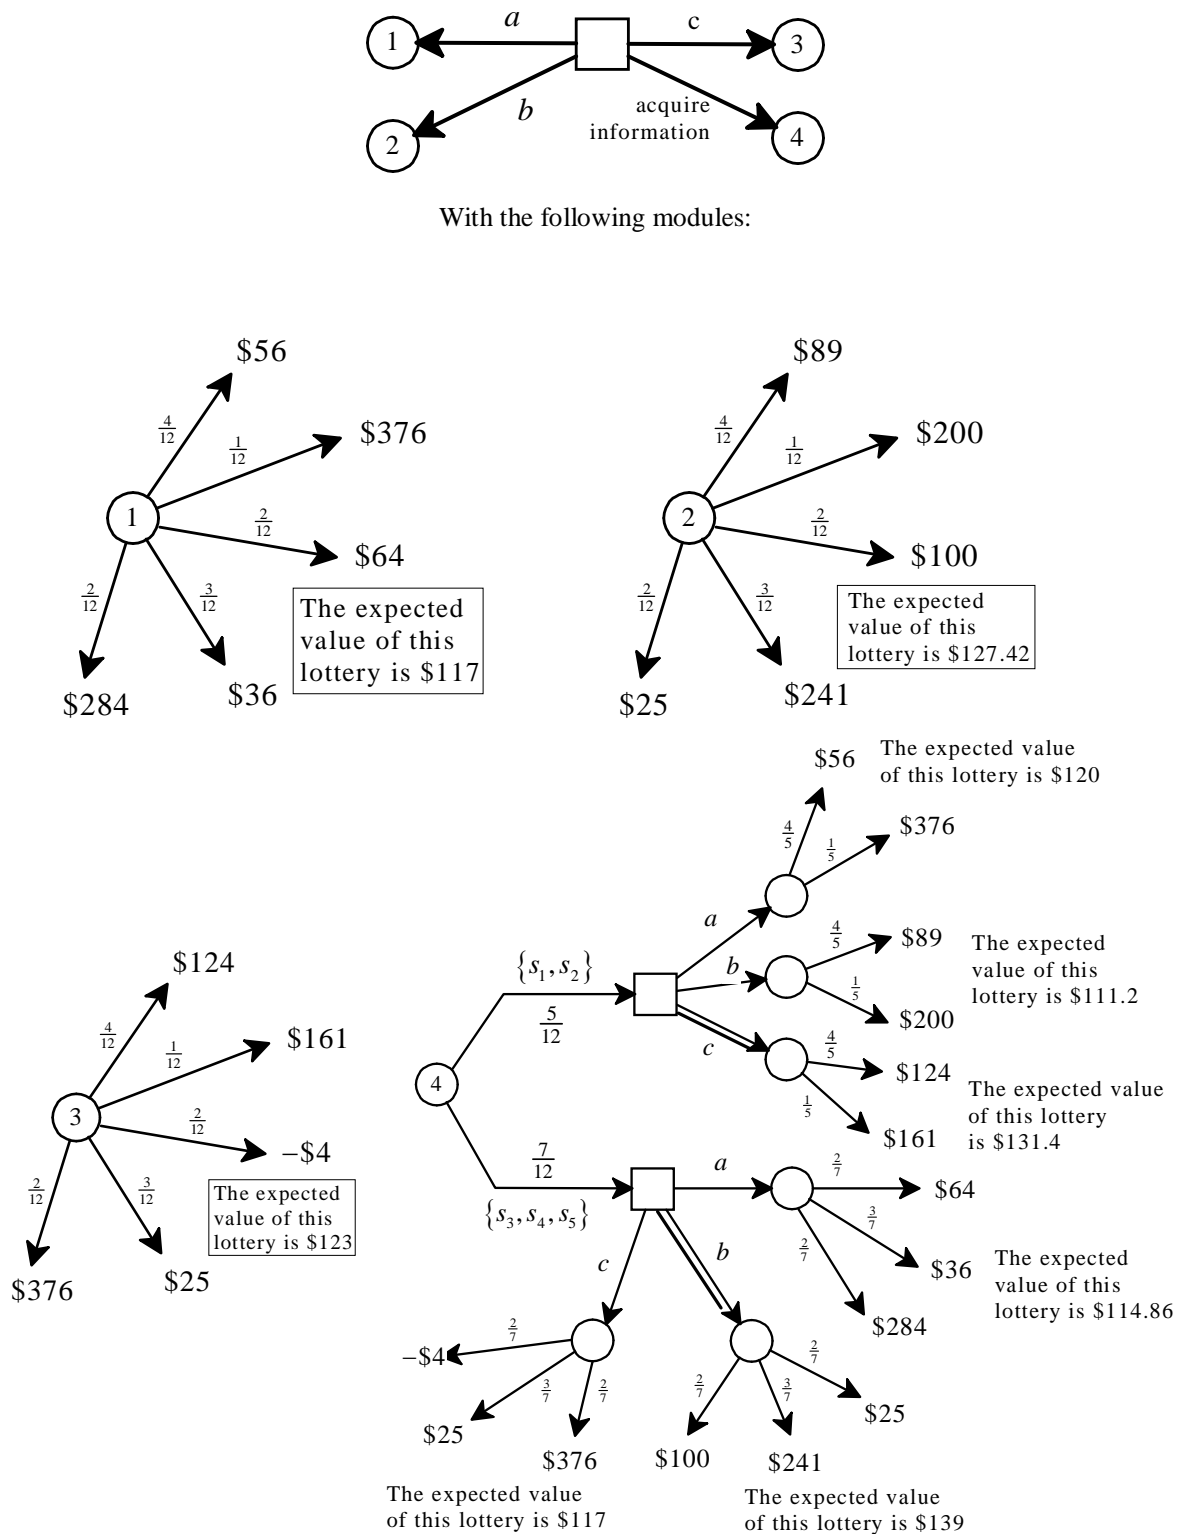 a
c
1
3
b
acquire
information
2
4
With the following modules:
$56
$376
$64
$36
$284
4/12
1/12
2/12
3/12
2/12
1
The expected
value of this
lottery is $117
$89
$200
$100
$241
$25
4/12
1/12
2/12
3/12
2/12
2
The expected
value of this
lottery is $127.42
$124
$161
–$4
$25
$376
4/12
1/12
2/12
3/12
2/12
3
The expected
value of this
lottery is $123
4
{s₁, s₂}
5/12
a
4/5
1/5
$56
$376
The expected value
of this lottery is $120
b
4/5
1/5
$89
$200
The expected
value of this
lottery is $111.2
c
4/5
1/5
$124
$161
The expected value
of this lottery
is $131.4
7/12
{s₃, s₄, s₅}
a
2/7
3/7
2/7
$64
$36
$284
The expected
value of this
lottery is $114.86
c
2/7
3/7
2/7
–$4
$25
$376
The expected value
of this lottery is $117
b
2/7
3/7
2/7
$100
$241
$25
The expected value
of this lottery is $139